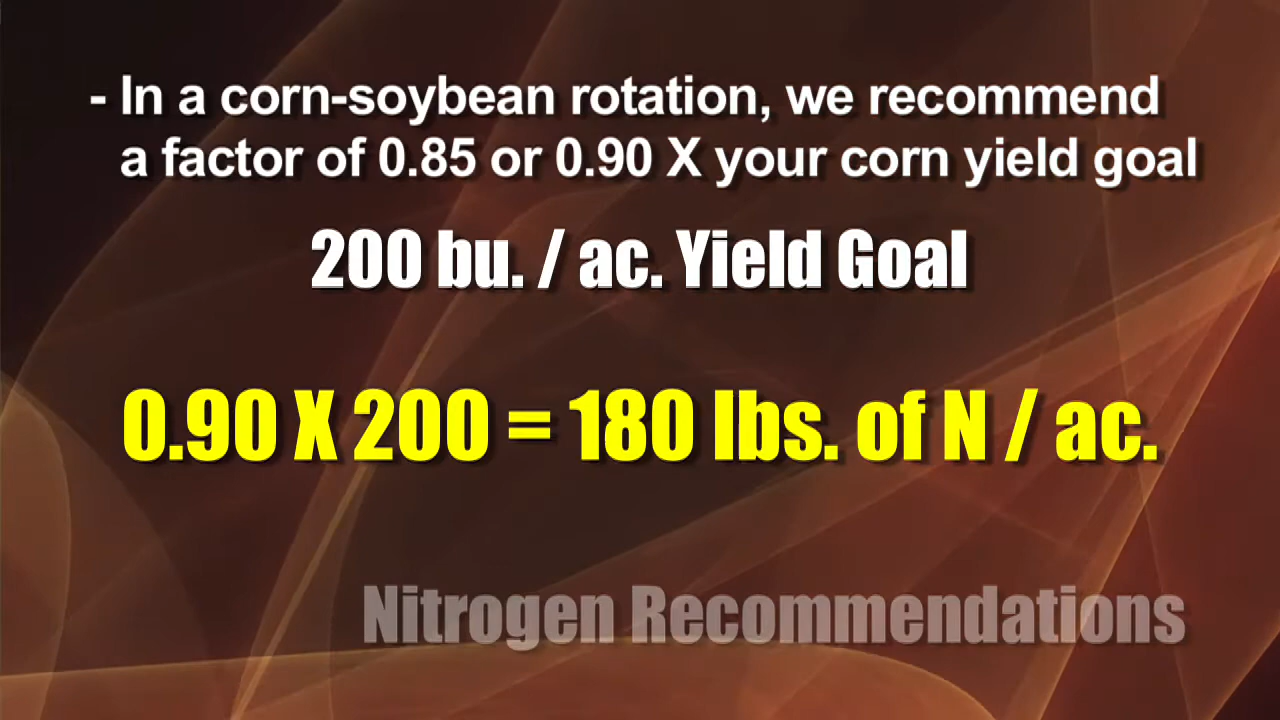 - In a corn-soybean rotation, we recommend
a factor of 0.85 or 0.90 X your corn yield goal
200 bu. / ac. Yield Goal
0.90 X 200 = 180 lbs. of N / ac.
Nitrogen Recommendations